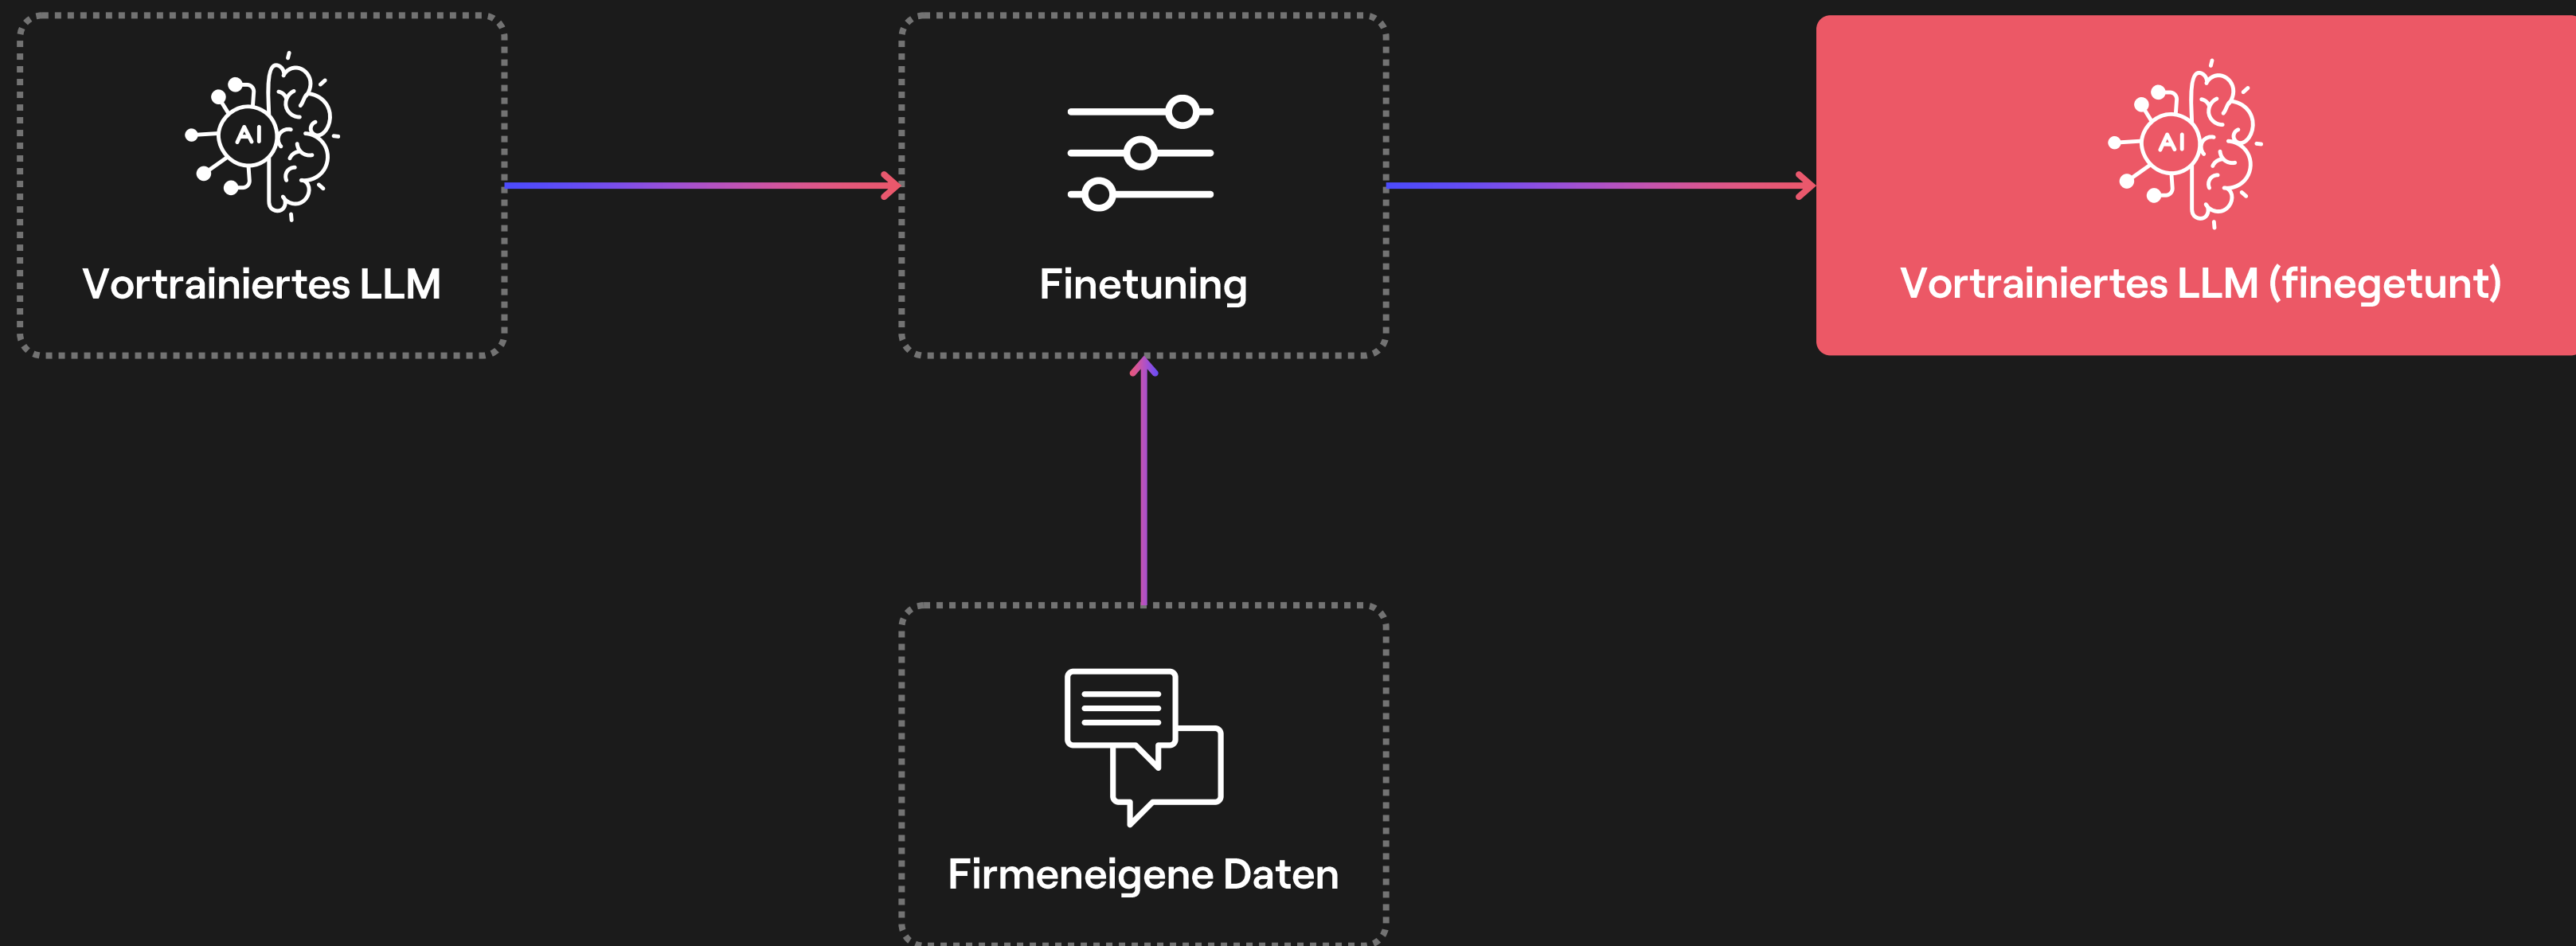 AI
Vortrainiertes LLM
Finetuning
AI
Vortrainiertes LLM (finegetunt)
Firmeneigene Daten